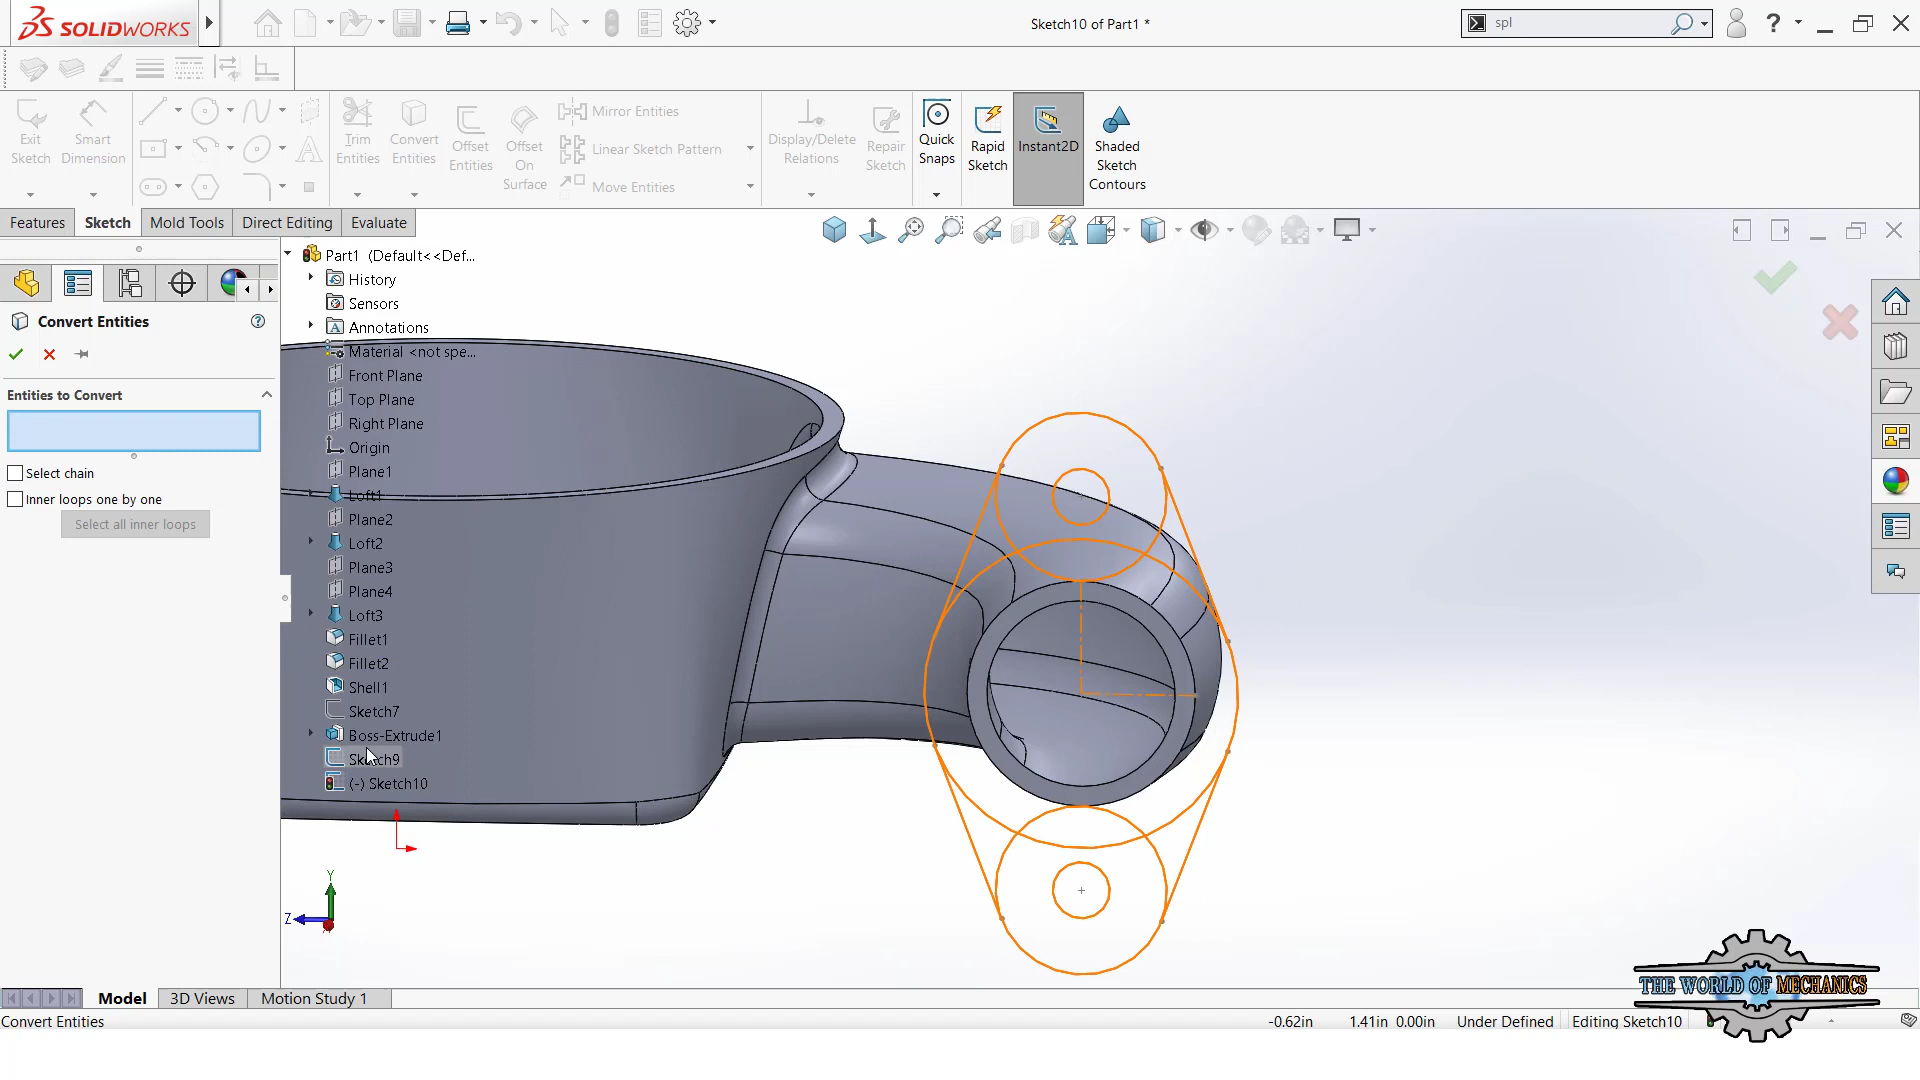 SOLIDWORKS
Sketch10 of Part1 *
spl
?
Exit Sketch
Smart Dimension
Trim Entities
Convert Entities
Offset Entities
Offset On Surface
Mirror Entities
Linear Sketch Pattern
Move Entities
Display/Delete Relations
Repair Sketch
Quick Snaps
Rapid Sketch
Instant2D
Shaded Sketch Contours
Features
Sketch
Mold Tools
Direct Editing
Evaluate
Part1 (Default<<Def...
History
Sensors
Annotations
Material <not spe...
Front Plane
Top Plane
Right Plane
Origin
Plane1
Loft1
Plane2
Loft2
Plane3
Plane4
Loft3
Fillet1
Fillet2
Shell1
Sketch7
Boss-Extrude1
Sketch9
(-) Sketch10
Convert Entities
?
Entities to Convert
Select chain
Inner loops one by one
Select all inner loops
Y
Z
THE WORLD OF MECHANICS
Model
3D Views
Motion Study 1
Convert Entities
-0.62in
1.41in
0.00in
Under Defined
Editing Sketch10